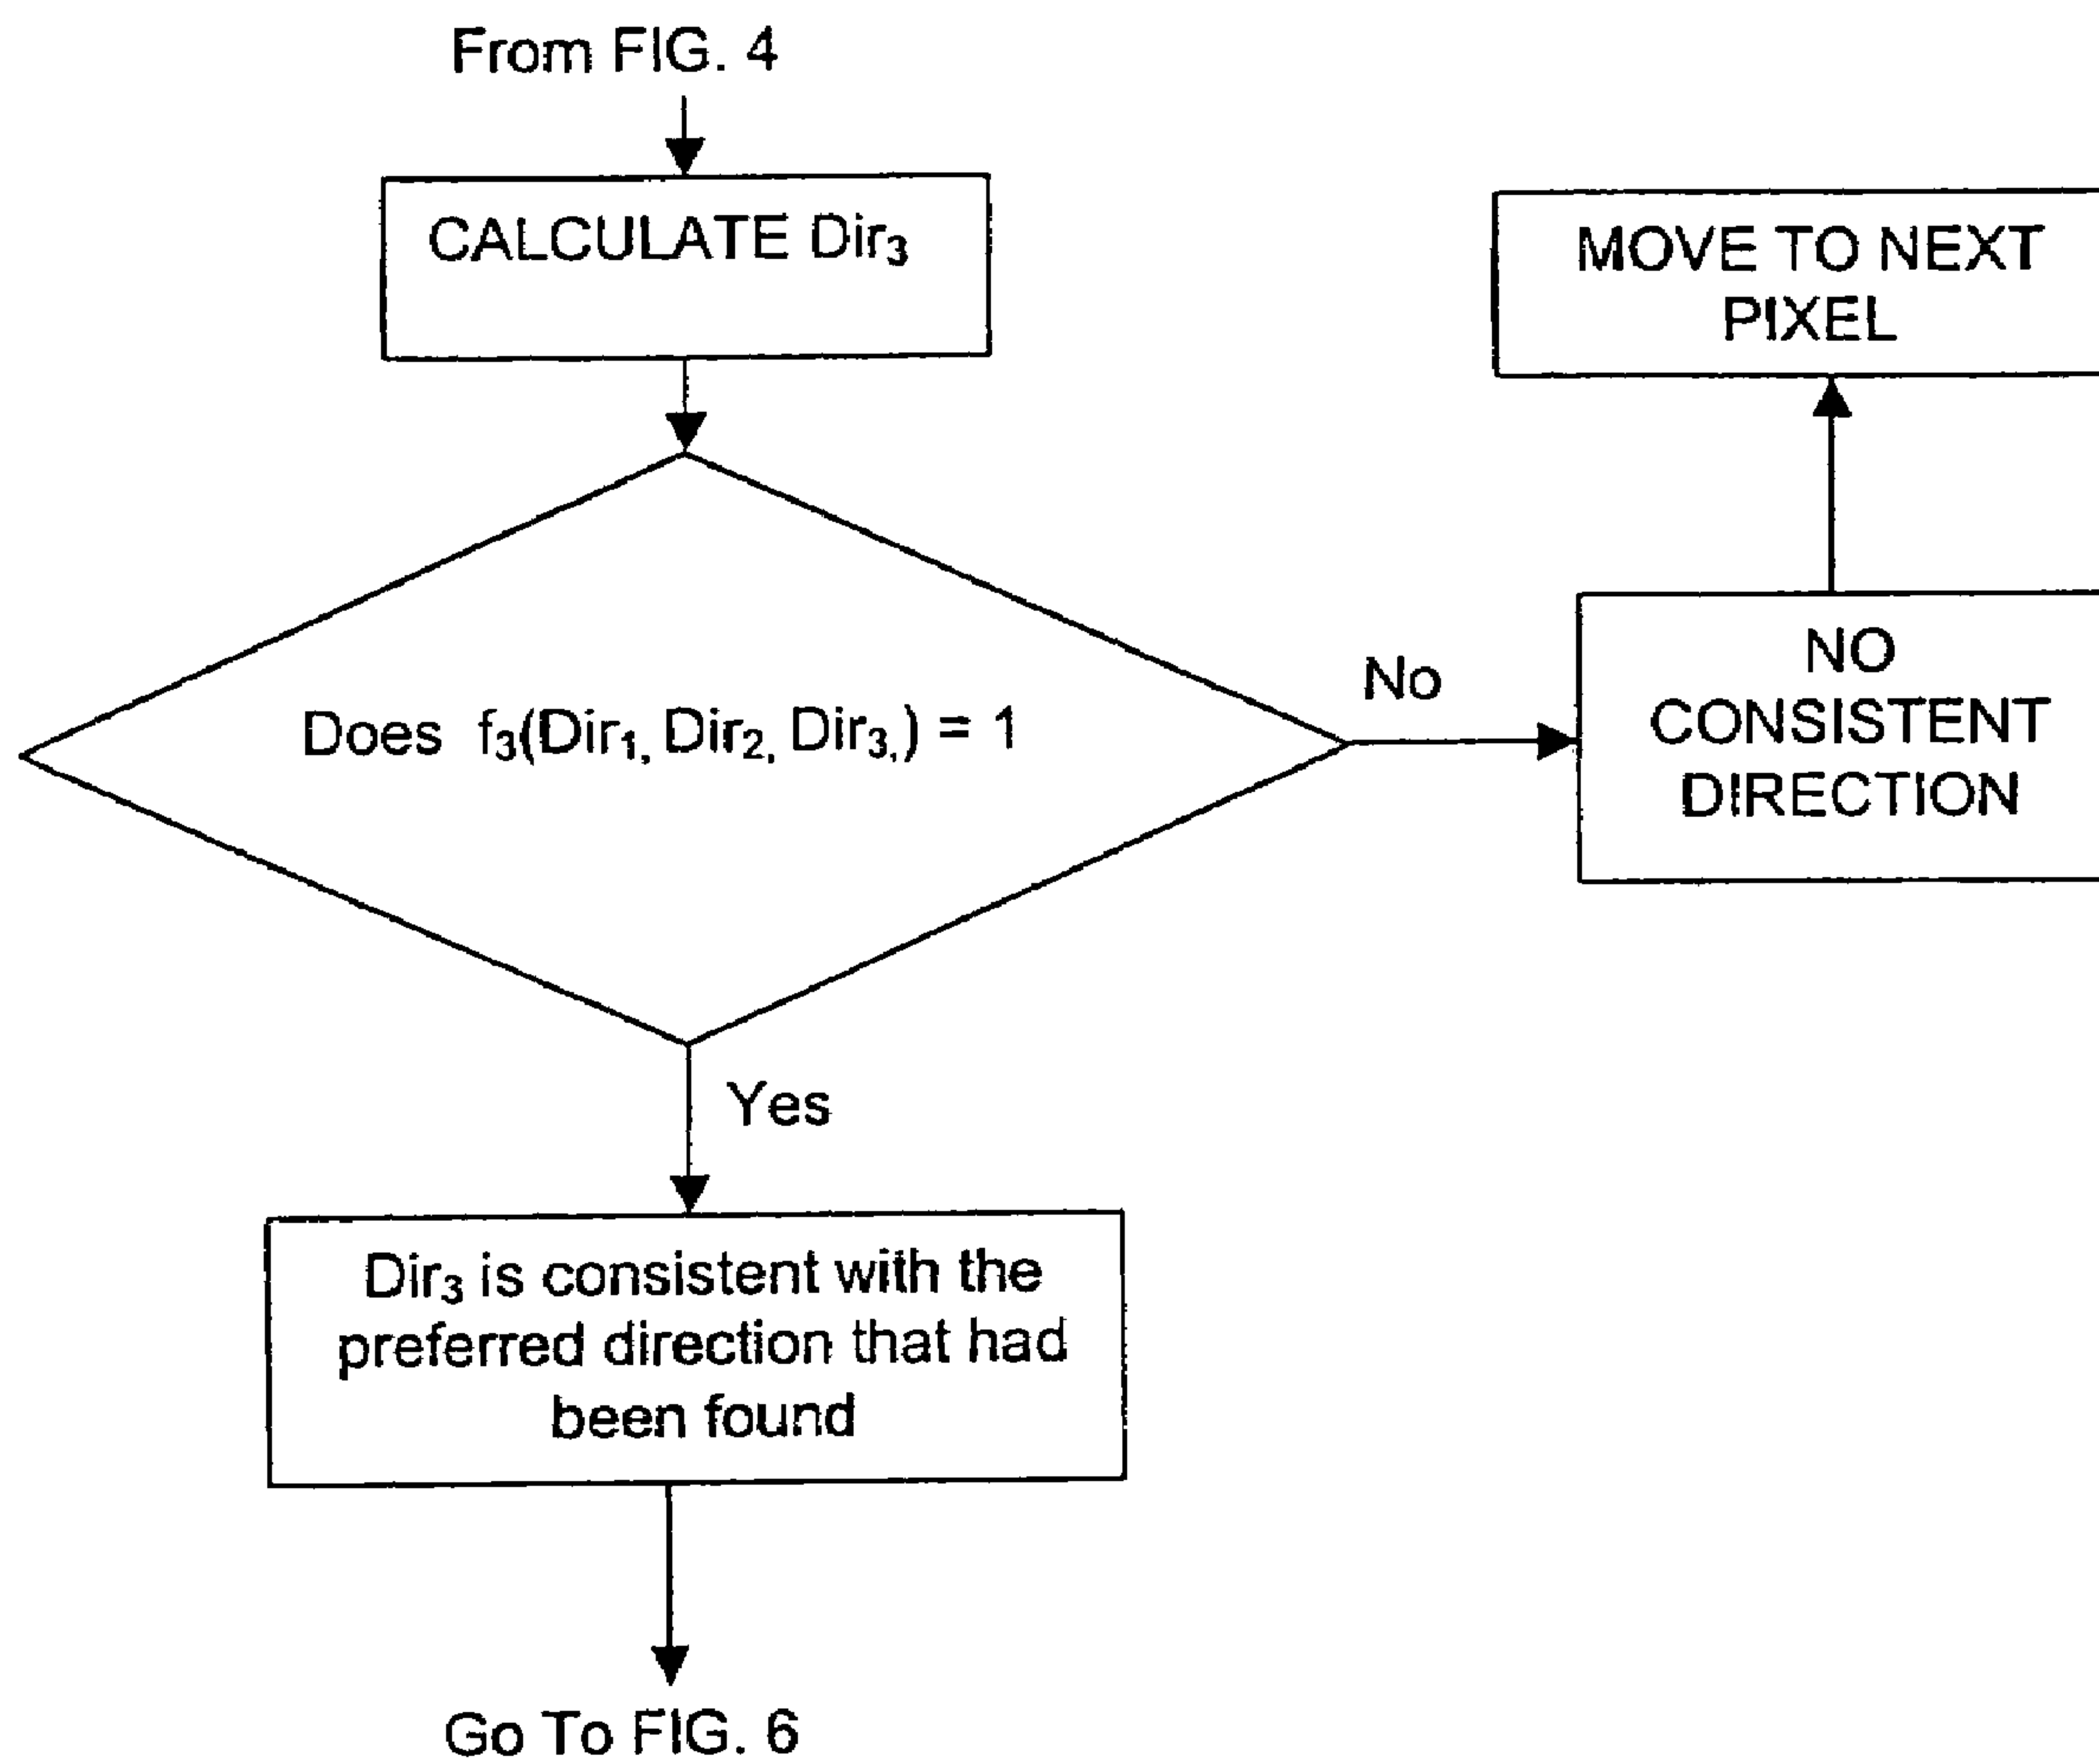 From FIG. 4
CALCULATE Dir₃
MOVE TO NEXT
PIXEL
Does f₃(Dir₁, Dir₂, Dir₃,) = 1
No
NO
CONSISTENT
DIRECTION
Yes
Dir₃ is consistent with the
preferred direction that had
been found
Go To FIG. 6